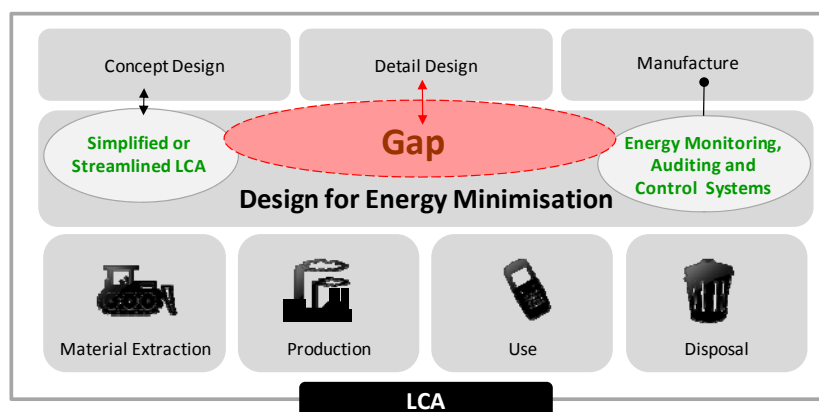 Concept Design
Detail Design
Manufacture
Simplified or
Streamlined LCA
Gap
Energy Monitoring,
Auditing and
Control Systems
Design for Energy Minimisation
Material Extraction
Production
Use
Disposal
LCA